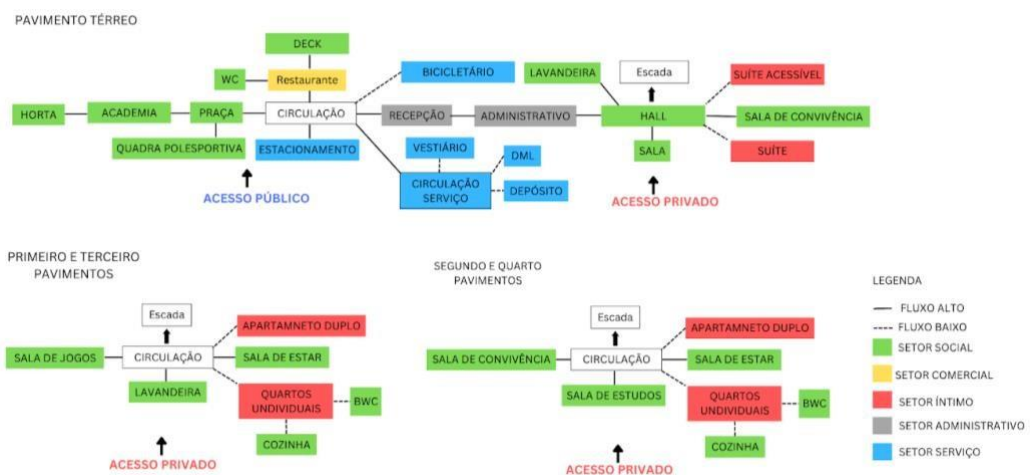 PAVIMENTO TÉRREO
DECK
WC
Restaurante
BICICLETÁRIO
LAVANDEIRA
Escada
SUÍTE ACESSÍVEL
HORTA
ACADEMIA
PRAÇA
CIRCULAÇÃO
RECEPÇÃO
ADMINISTRATIVO
HALL
SALA DE CONVIVÊNCIA
QUADRA POLESPORTIVA
ESTACIONAMENTO
VESTIÁRIO
DML
SALA
SUÍTE
CIRCULAÇÃO
SERVIÇO
DEPÓSITO
ACESSO PÚBLICO
ACESSO PRIVADO
PRIMEIRO E TERCEIRO
PAVIMENTOS
Escada
APARTAMNETO DUPLO
SALA DE JOGOS
CIRCULAÇÃO
SALA DE ESTAR
LAVANDEIRA
QUARTOS
UNDIVIDUAIS
BWC
COZINHA
ACESSO PRIVADO
SEGUNDO E QUARTO
PAVIMENTOS
Escada
APARTAMNETO DUPLO
SALA DE CONVIVÊNCIA
CIRCULAÇÃO
SALA DE ESTAR
SALA DE ESTUDOS
QUARTOS
UNDIVIDUAIS
BWC
COZINHA
ACESSO PRIVADO
LEGENDA
FLUXO ALTO
FLUXO BAIXO
SETOR SOCIAL
SETOR COMERCIAL
SETOR ÍNTIMO
SETOR ADMINISTRATIVO
SETOR SERVIÇO